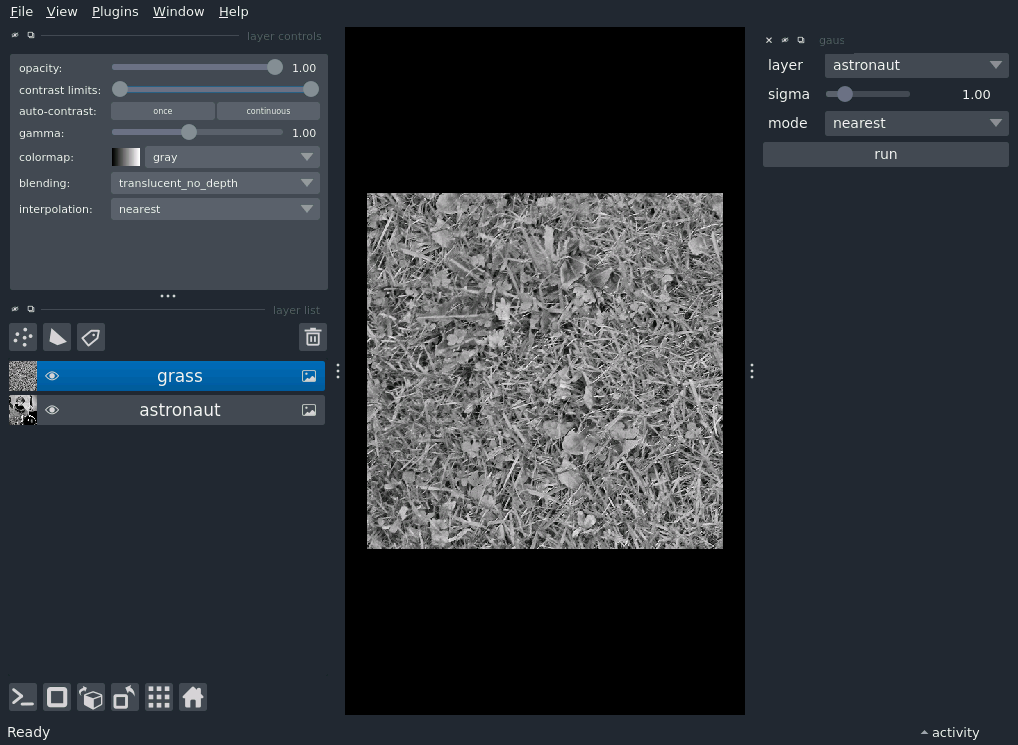 File View Plugins Window Help
layer controls
opacity: 1.00
contrast limits:
auto-contrast: once continuous
gamma: 1.00
colormap: gray
blending: translucent_no_depth
interpolation: nearest
layer list
grass
astronaut
gaus
layer astronaut
sigma 1.00
mode nearest
run
Ready
activity